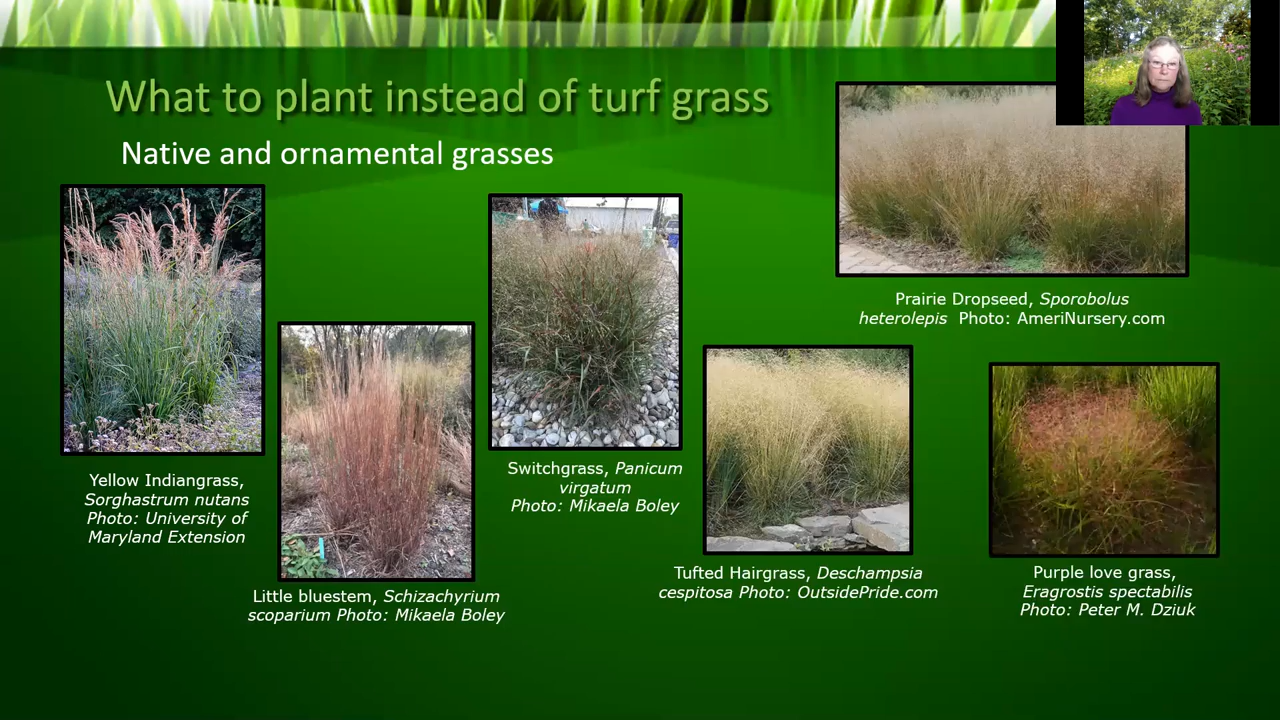 What to plant instead of turf grass
Native and ornamental grasses
Yellow Indiangrass,
Sorghastrum nutans
Photo: University of
Maryland Extension
Little bluestem, Schizachyrium
scoparium Photo: Mikaela Boley
Switchgrass, Panicum
virgatum
Photo: Mikaela Boley
Tufted Hairgrass, Deschampsia
cespitosa Photo: OutsidePride.com
Prairie Dropseed, Sporobolus
heterolepis Photo: AmeriNursery.com
Purple love grass,
Eragrostis spectabilis
Photo: Peter M. Dziuk